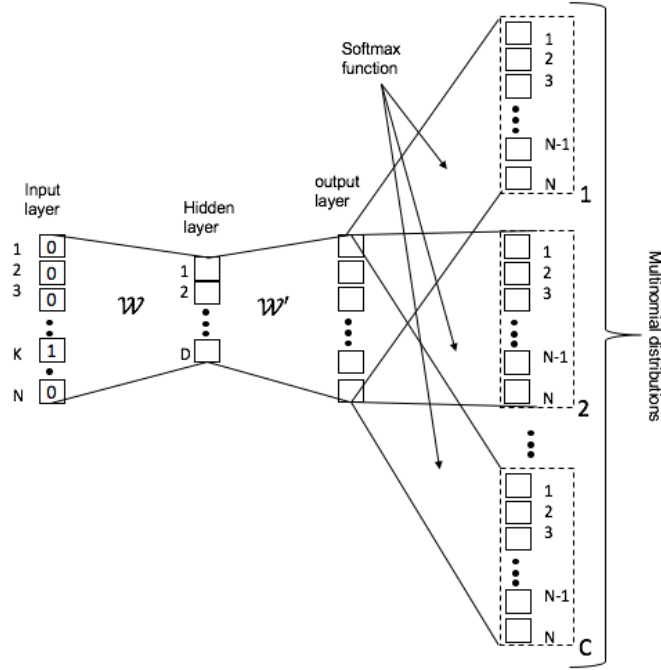 Softmax
function
1
2
3
N-1
N
1
Input
layer
1
0
2
0
3
0
K
1
N
0
W
Hidden
layer
1
2
D
W'
output
layer
1
2
3
N-1
N
2
1
2
3
N-1
N
C
Multinomial distributions